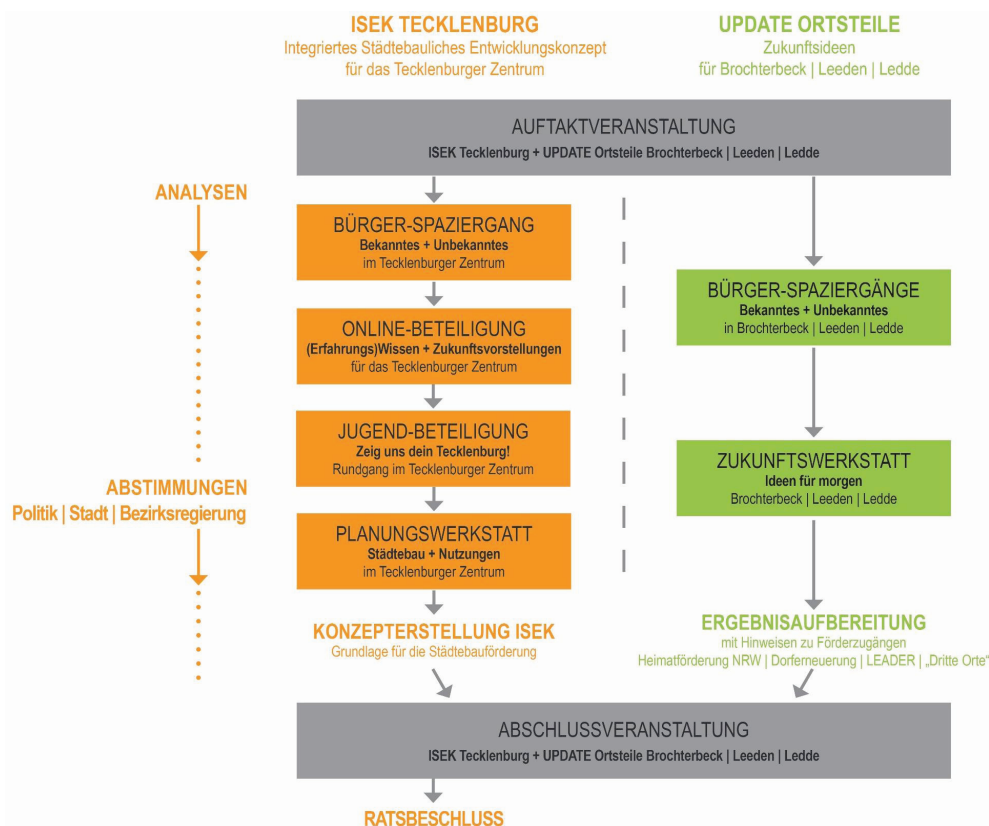 ISEK TECKLENBURG
Integriertes Städtebauliches Entwicklungskonzept
für das Tecklenburger Zentrum
UPDATE ORTSTEILE
Zukunftsideen
für Brochterbeck | Leeden | Ledde
AUFTAKTVERANSTALTUNG
ISEK Tecklenburg + UPDATE Ortsteile Brochterbeck | Leeden | Ledde
ANALYSEN
ABSTIMMUNGEN
Politik | Stadt | Bezirksregierung
BÜRGER-SPAZIERGANG
Bekanntes + Unbekanntes
im Tecklenburger Zentrum
ONLINE-BETEILIGUNG
(Erfahrungs)Wissen + Zukunftsvorstellungen
für das Tecklenburger Zentrum
JUGEND-BETEILIGUNG
Zeig uns dein Tecklenburg!
Rundgang im Tecklenburger Zentrum
PLANUNGSWERKSTATT
Städtebau + Nutzungen
im Tecklenburger Zentrum
KONZEPTERSTELLUNG ISEK
Grundlage für die Städtebauförderung
BÜRGER-SPAZIERGÄNGE
Bekanntes + Unbekanntes
in Brochterbeck | Leeden | Ledde
ZUKUNFTSWERKSTATT
Ideen für morgen
Brochterbeck | Leeden | Ledde
ERGEBNISAUFBEREITUNG
mit Hinweisen zu Förderzugängen
Heimatförderung NRW | Dorferneuerung | LEADER | „Dritte Orte“
ABSCHLUSSVERANSTALTUNG
ISEK Tecklenburg + UPDATE Ortsteile Brochterbeck | Leeden | Ledde
RATSBESCHLUSS